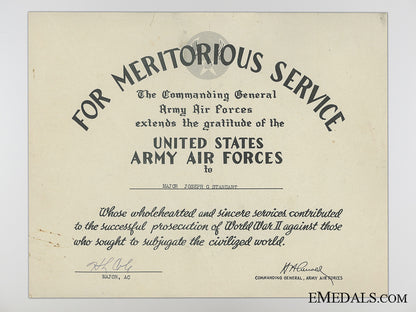 FOR MERITORIOUS SERVICE
The Commanding General
Army Air Forces
extends the gratitude of the
UNITED STATES
ARMY AIR FORCES
to
MAJOR JOSEPH G STANDART
Whose wholehearted and sincere services contributed
to the successful prosecution of World War II against those
who sought to subjugate the civilized world.
MAJOR, AC
COMMANDING GENERAL, ARMY AIR FORCES
EMEDALS.COM